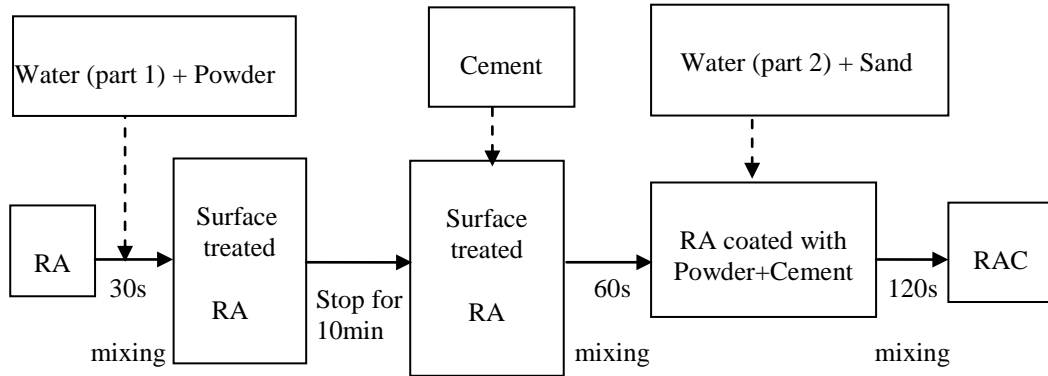 Water (part 1) + Powder
Cement
Water (part 2) + Sand
RA
30s
mixing
Surface
treated
RA
Stop for
10min
Surface
treated
RA
60s
mixing
RA coated with
Powder+Cement
120s
mixing
RAC